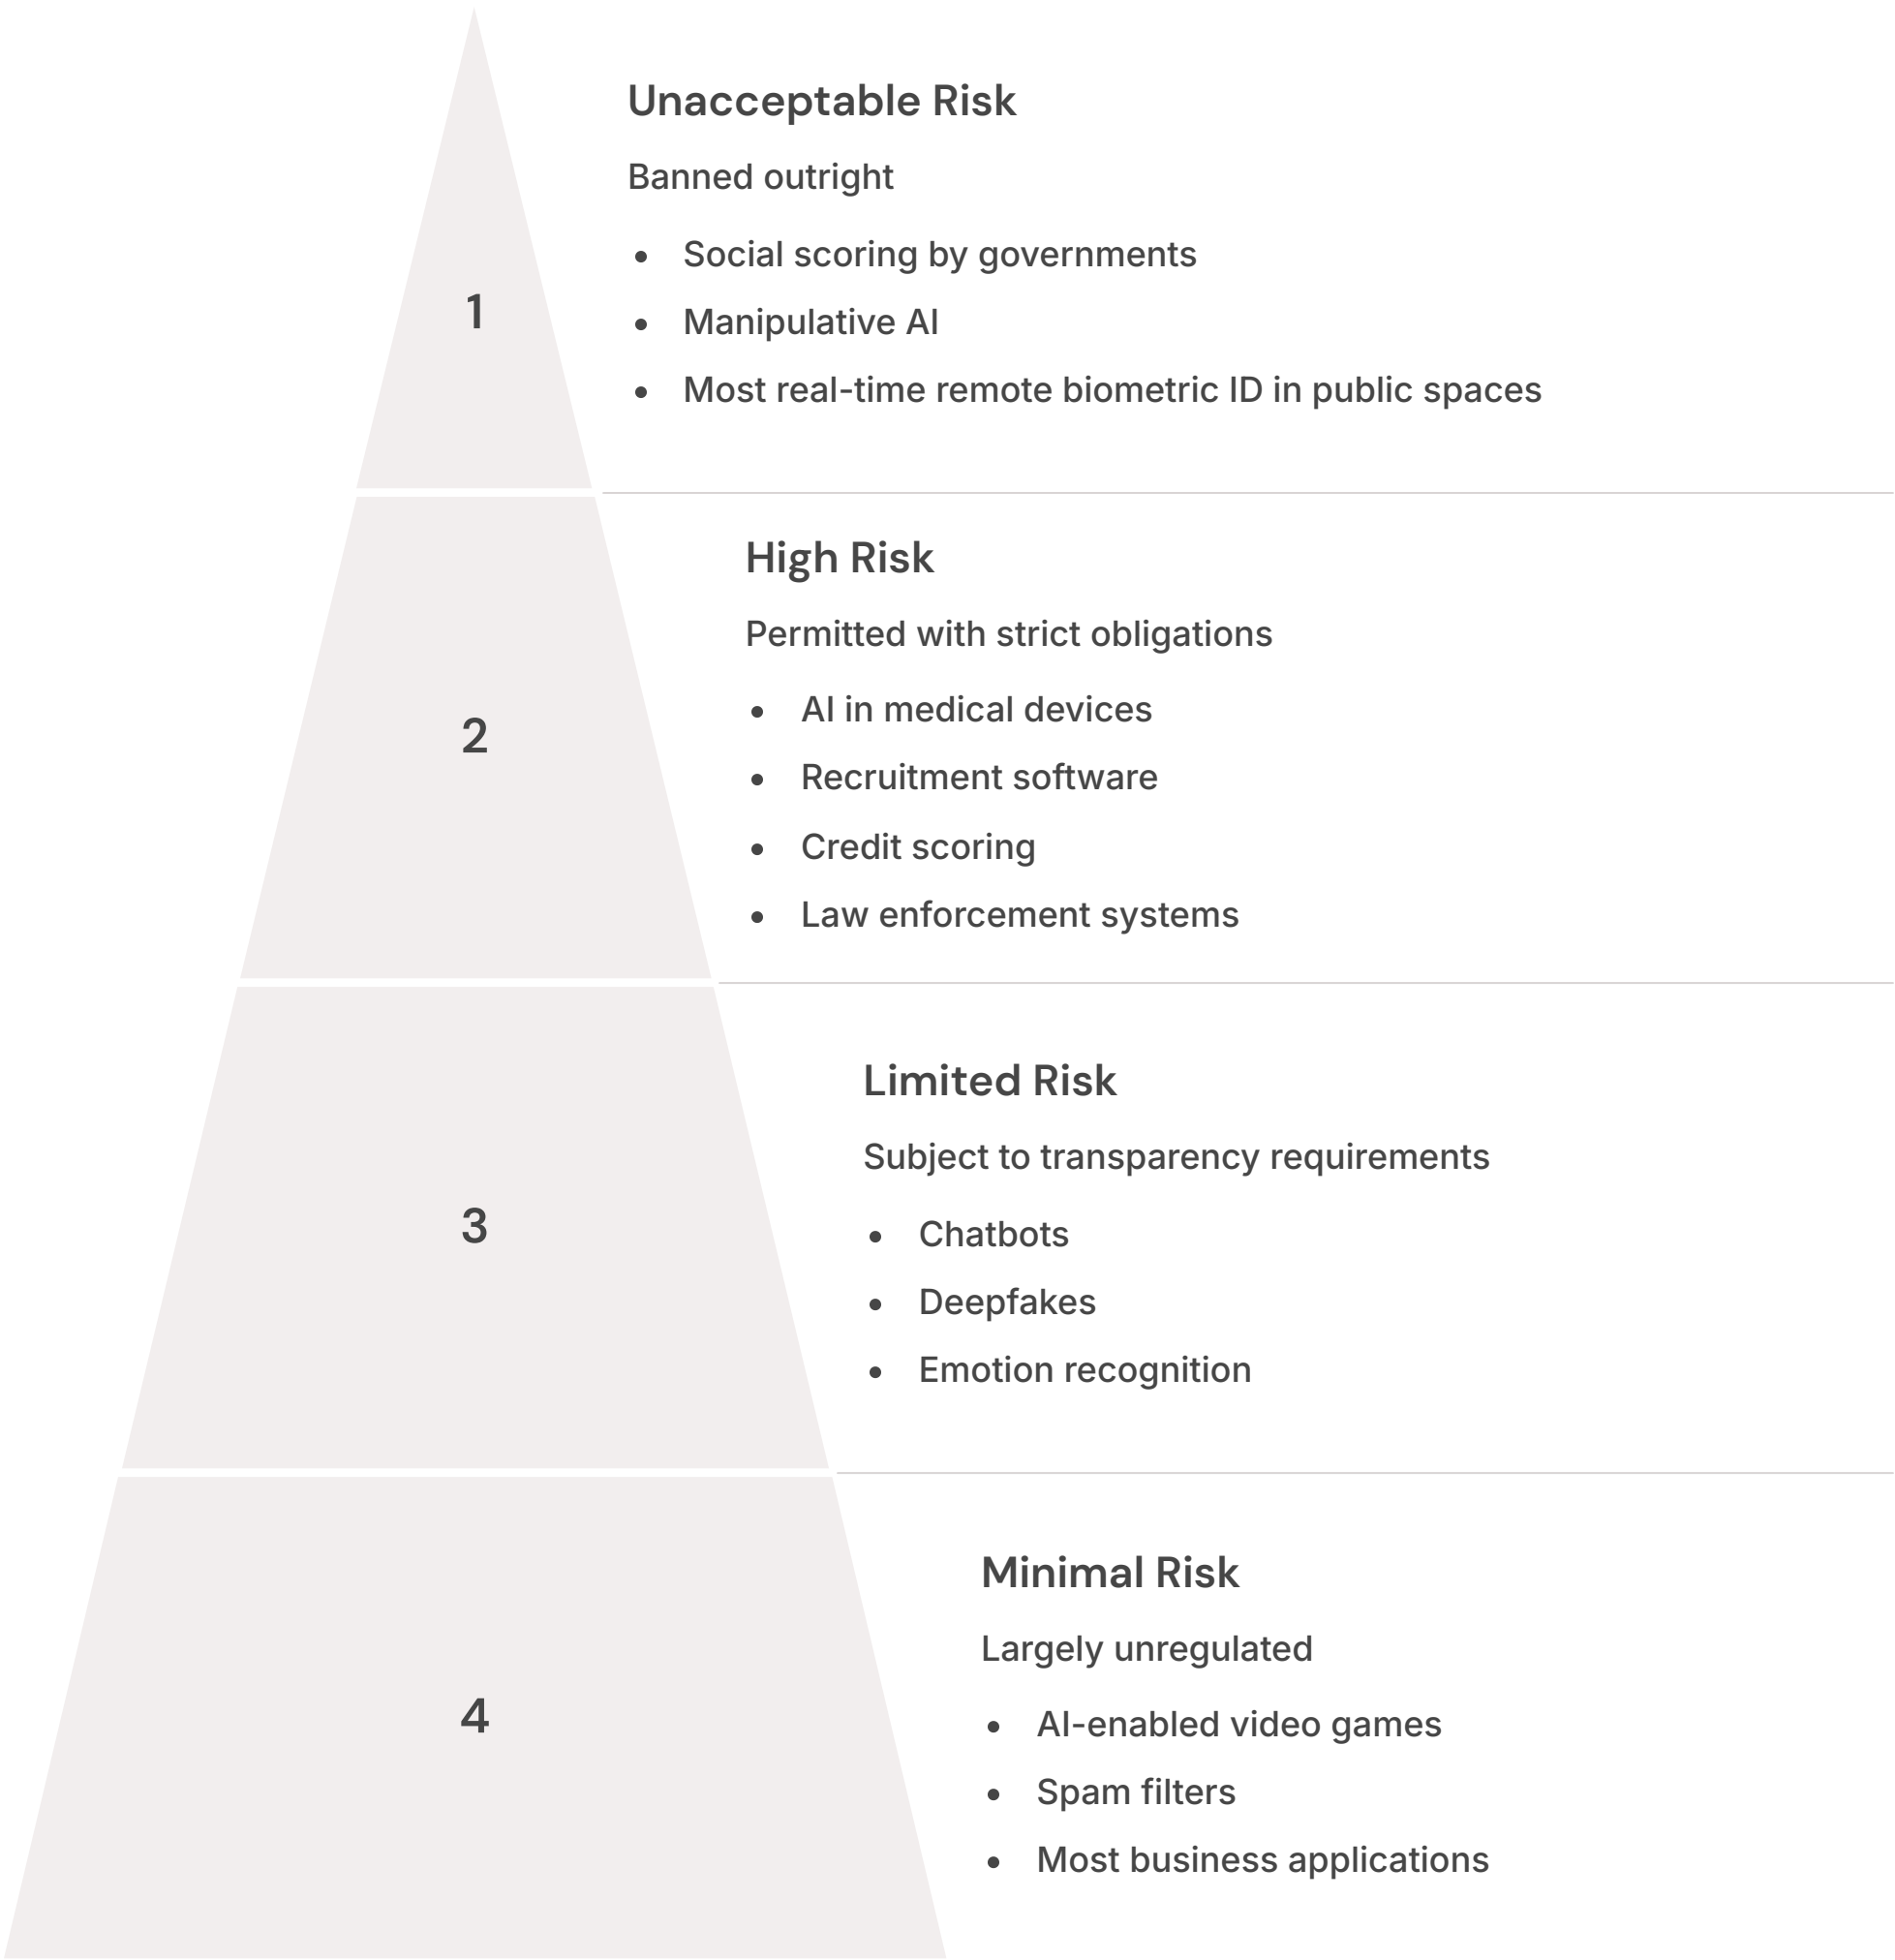 Unacceptable Risk
Banned outright
• Social scoring by governments
1
• Manipulative AI
• Most real-time remote biometric ID in public spaces
High Risk
Permitted with strict obligations
• AI in medical devices
2
• Recruitment software
• Credit scoring
• Law enforcement systems
Limited Risk
Subject to transparency requirements
3
• Chatbots
• Deepfakes
• Emotion recognition
Minimal Risk
Largely unregulated
4
• AI-enabled video games
• Spam filters
• Most business applications